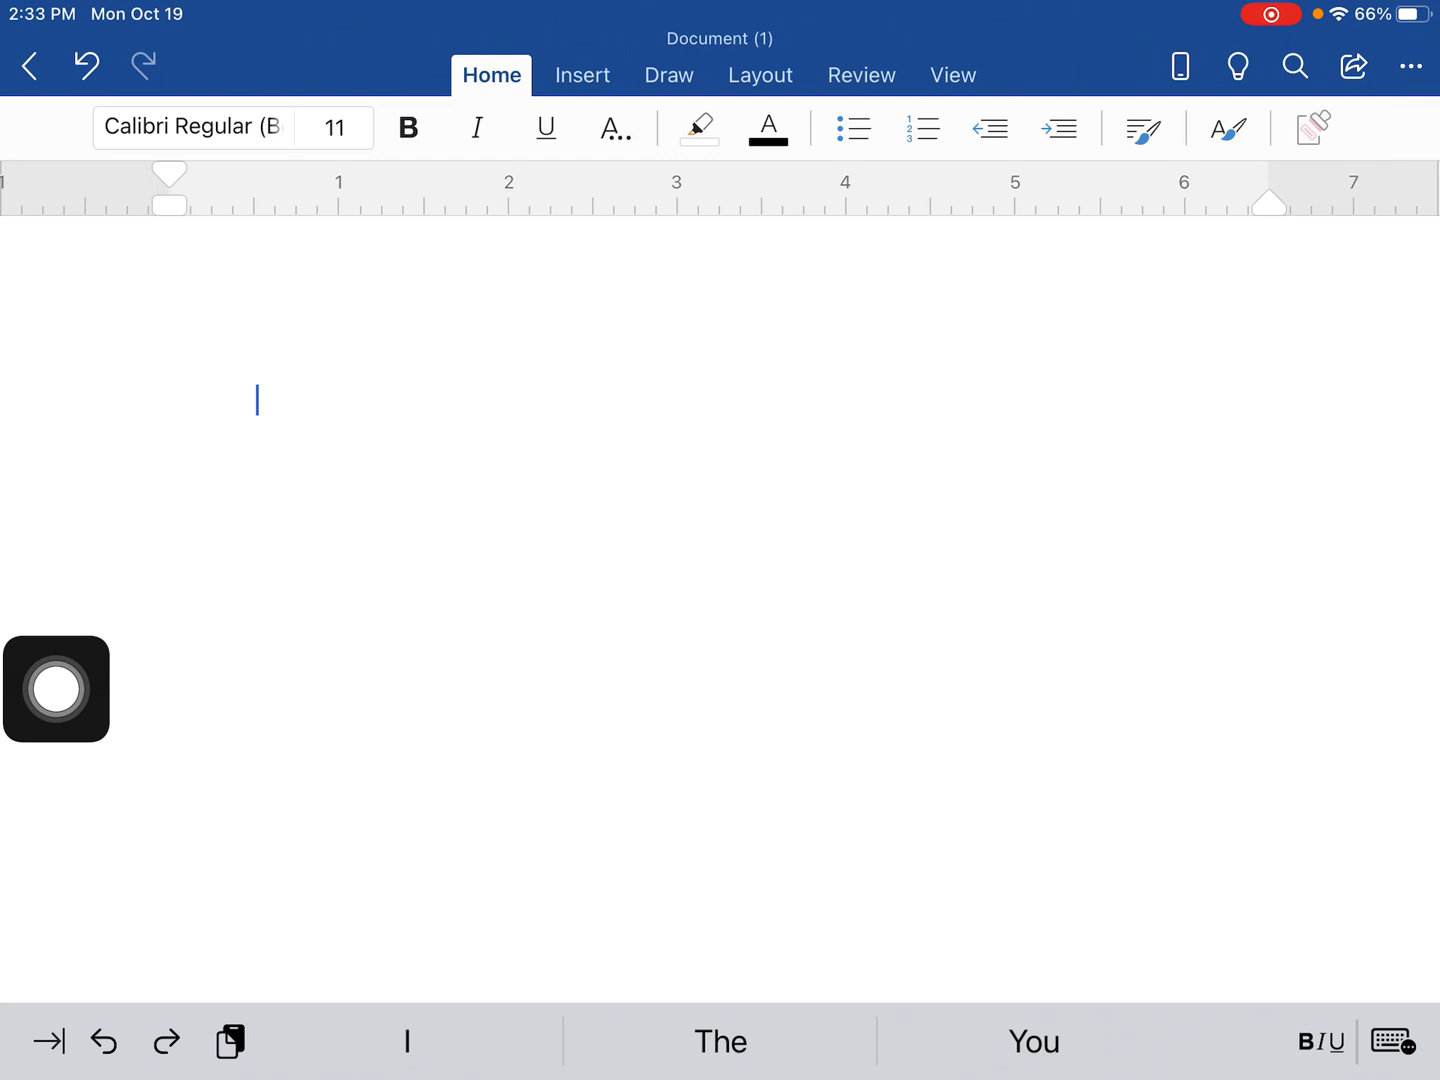 2:33 PM Mon Oct 19 66%
Document (1)
Home Insert Draw Layout Review View
Calibri Regular (B 11 B I U A.. A A
1 1 2 3 4 5 6 7
I The You BIU